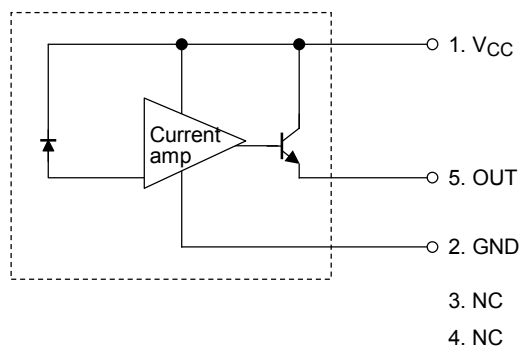 1. VCC
Current
amp
5. OUT
2. GND
3. NC
4. NC